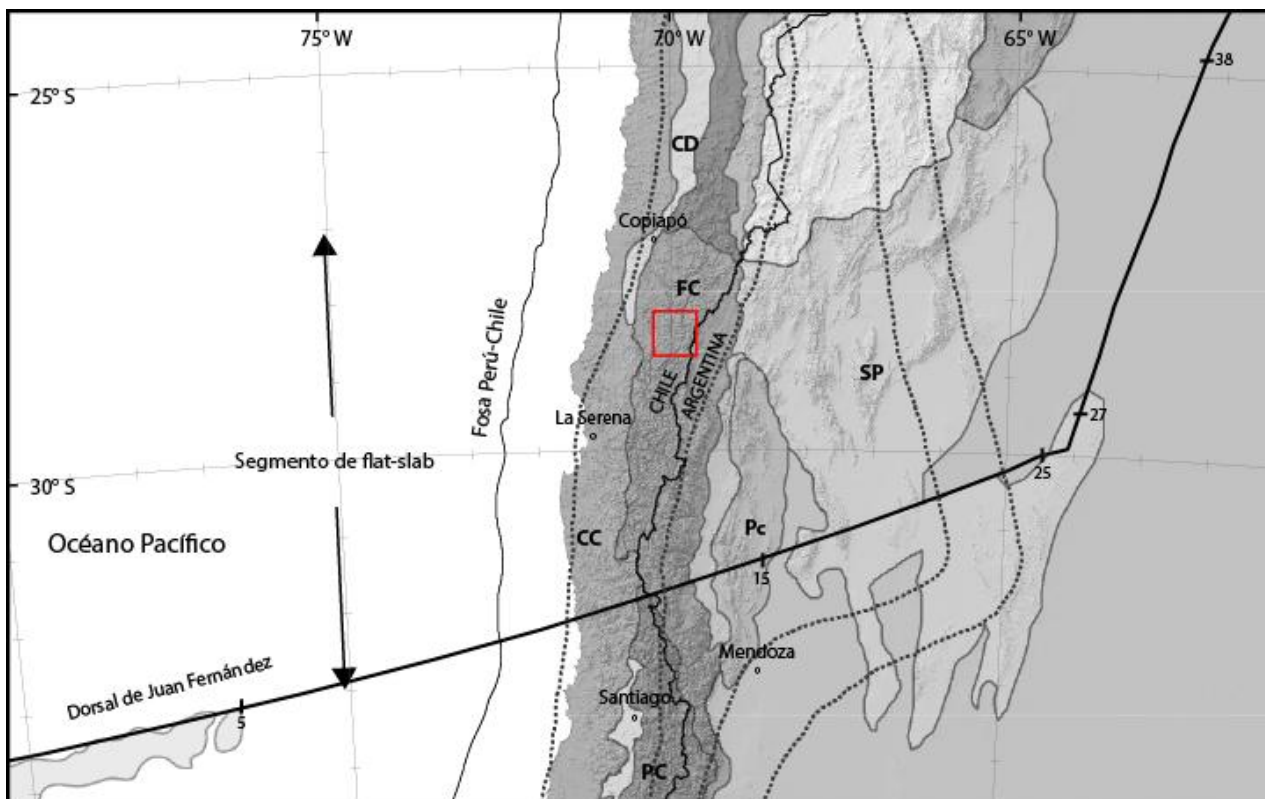 75° W
70° W
65° W
38
25° S
CD
Copiapó
FC
Fosa Perú-Chile
CHILE
ARGENTINA
SP
La Serena
27
Segmento de flat-slab
25
30° S
Océano Pacífico
CC
Pc
15
Mendoza
Dorsal de Juan Fernández
Santiago
5
PC